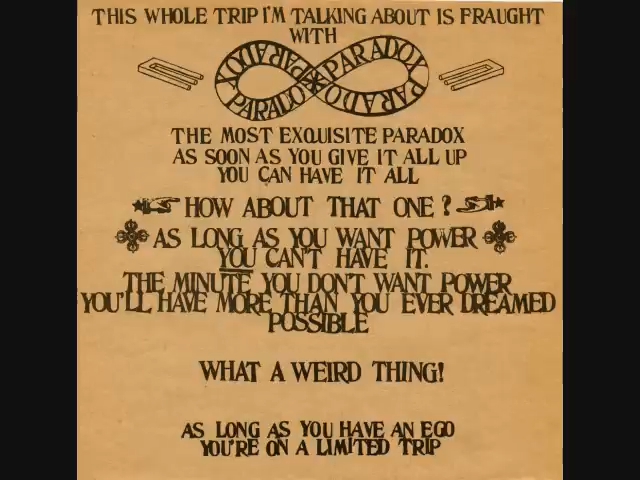 THIS WHOLE TRIP I'M TALKING ABOUT IS FRAUGHT
WITH
PARADOX PARADOX PARADOX PARADOX
THE MOST EXQUISITE PARADOX
AS SOON AS YOU GIVE IT ALL UP
YOU CAN HAVE IT ALL
HOW ABOUT THAT ONE?
AS LONG AS YOU WANT POWER
YOU CAN'T HAVE IT.
THE MINUTE YOU DON'T WANT POWER
YOU'LL HAVE MORE THAN YOU EVER DREAMED
POSSIBLE
WHAT A WEIRD THING!
AS LONG AS YOU HAVE AN EGO
YOU'RE ON A LIMITED TRIP